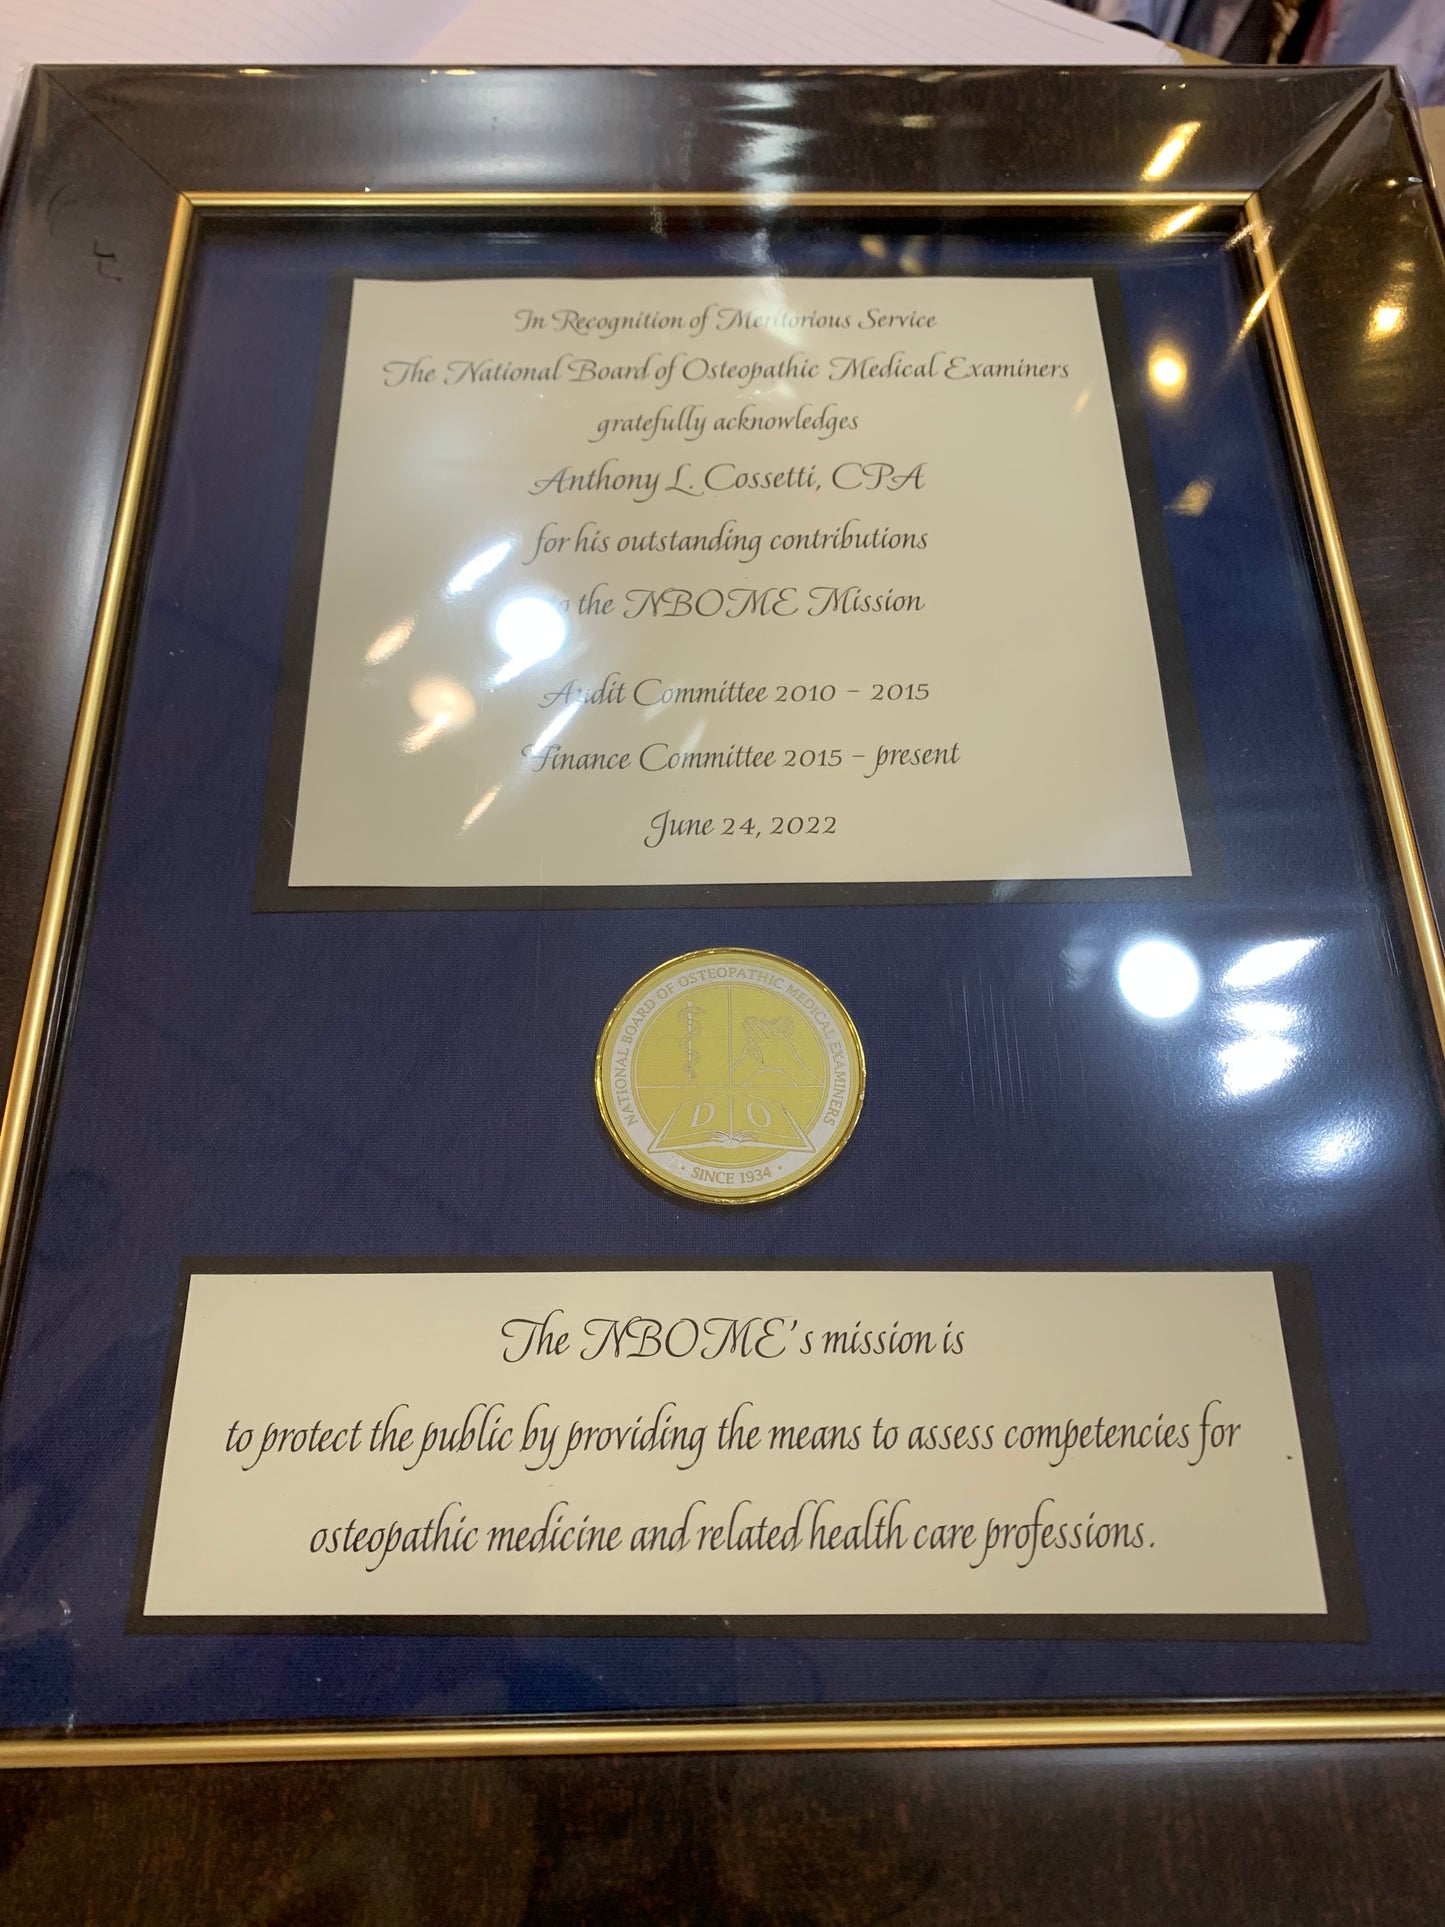 In Recognition of Meritorious Service
The National Board of Osteopathic Medical Examiners
gratefully acknowledges
Anthony L. Cossetti, CPA
for his outstanding contributions
to the NBOME Mission
Audit Committee 2010 – 2015
Finance Committee 2015 – present
June 24, 2022
NATIONAL BOARD OF OSTEOPATHIC MEDICAL EXAMINERS
D O
· SINCE 1934 ·
The NBOME's mission is
to protect the public by providing the means to assess competencies for
osteopathic medicine and related health care professions.